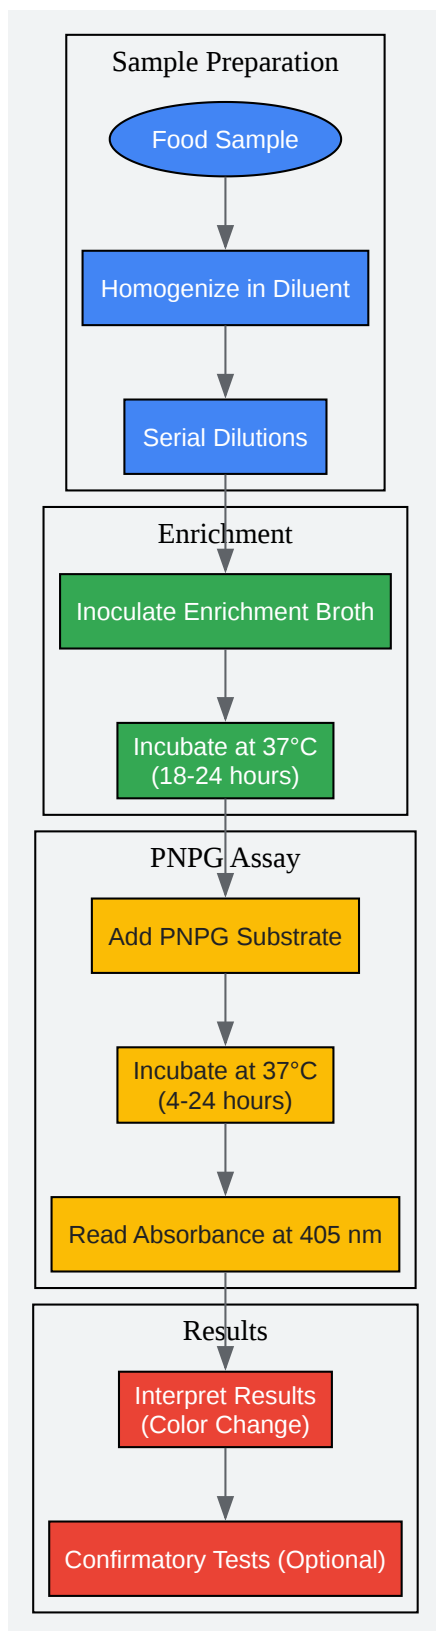 Sample Preparation
Food Sample
Homogenize in Diluent
Serial Dilutions
Enrichment
Inoculate Enrichment Broth
Incubate at 37°C
(18-24 hours)
PNPG Assay
Add PNPG Substrate
Incubate at 37°C
(4-24 hours)
Read Absorbance at 405 nm
Results
Interpret Results
(Color Change)
Confirmatory Tests (Optional)